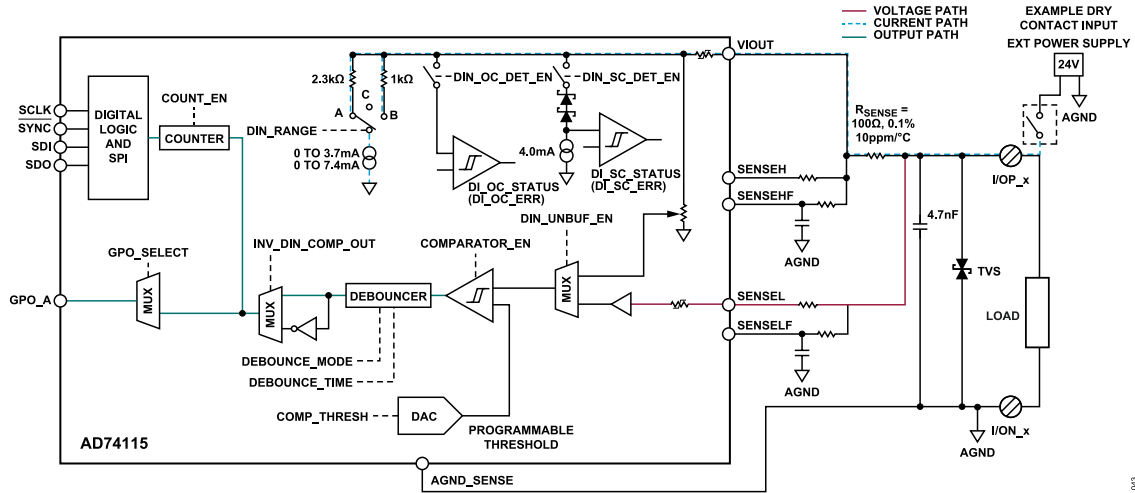 VOLTAGE PATH
CURRENT PATH
OUTPUT PATH
EXAMPLE DRY
CONTACT INPUT
EXT POWER SUPPLY
24V
AGND
VIOUT
2.3kΩ
1kΩ
C
A
B
DIN_OC_DET_EN
DIN_SC_DET_EN
SCLK
SYNC
SDI
SDO
DIGITAL
LOGIC
AND
SPI
COUNT_EN
COUNTER
DIN_RANGE
0 TO 3.7mA
0 TO 7.4mA
4.0mA
DI_OC_STATUS
(DI_OC_ERR)
DI_SC_STATUS
(DI_SC_ERR)
RSENSE =
100Ω, 0.1%
10ppm/°C
I/OP_x
SENSEH
SENSEHF
AGND
4.7nF
TVS
LOAD
GPO_SELECT
INV_DIN_COMP_OUT
COMPARATOR_EN
DIN_UNBUF_EN
GPO_A
MUX
MUX
DEBOUNCER
MUX
SENSEL
SENSELF
AGND
DEBOUNCE_MODE
DEBOUNCE_TIME
COMP_THRESH
DAC
PROGRAMMABLE
THRESHOLD
AD74115
AGND_SENSE
AGND
I/ON_x
043